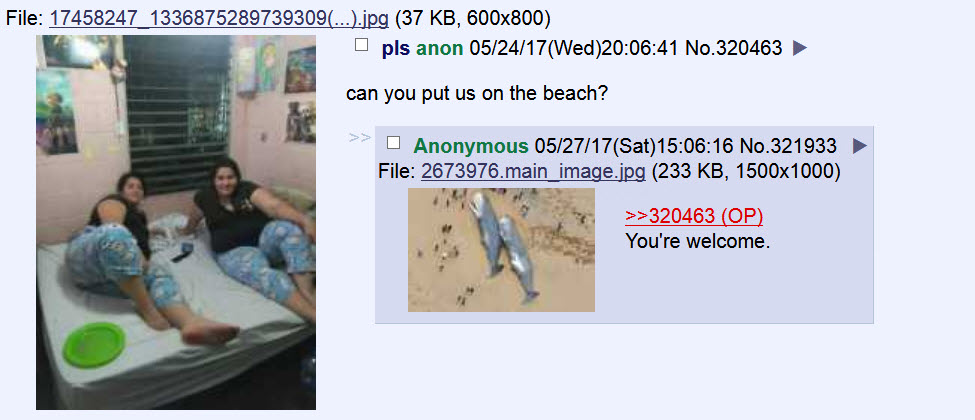 File: 17458247_1336875289739309(...).jpg (37 KB, 600x800)
pls anon 05/24/17(Wed)20:06:41 No.320463 ▶
can you put us on the beach?
>> Anonymous 05/27/17(Sat)15:06:16 No.321933 ▶
File: 2673976.main_image.jpg (233 KB, 1500x1000)
>>320463 (OP)
You're welcome.